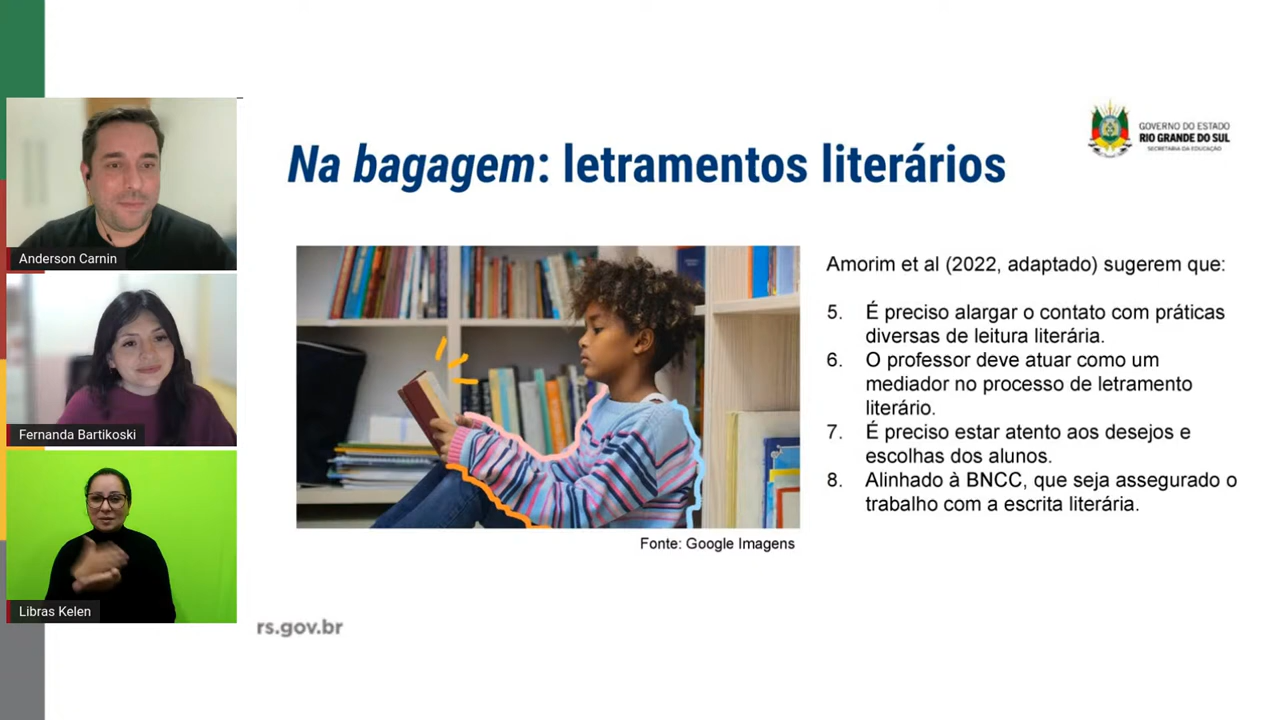 Na bagagem: letramentos literários
GOVERNO DO ESTADO
RIO GRANDE DO SUL
SECRETARIA DA EDUCAÇÃO
Anderson Carnin
Fernanda Bartikoski
Libras Kelen
Amorim et al (2022, adaptado) sugerem que:
5. É preciso alargar o contato com práticas
diversas de leitura literária.
6. O professor deve atuar como um
mediador no processo de letramento
literário.
7. É preciso estar atento aos desejos e
escolhas dos alunos.
8. Alinhado à BNCC, que seja assegurado o
trabalho com a escrita literária.
Fonte: Google Imagens
rs.gov.br